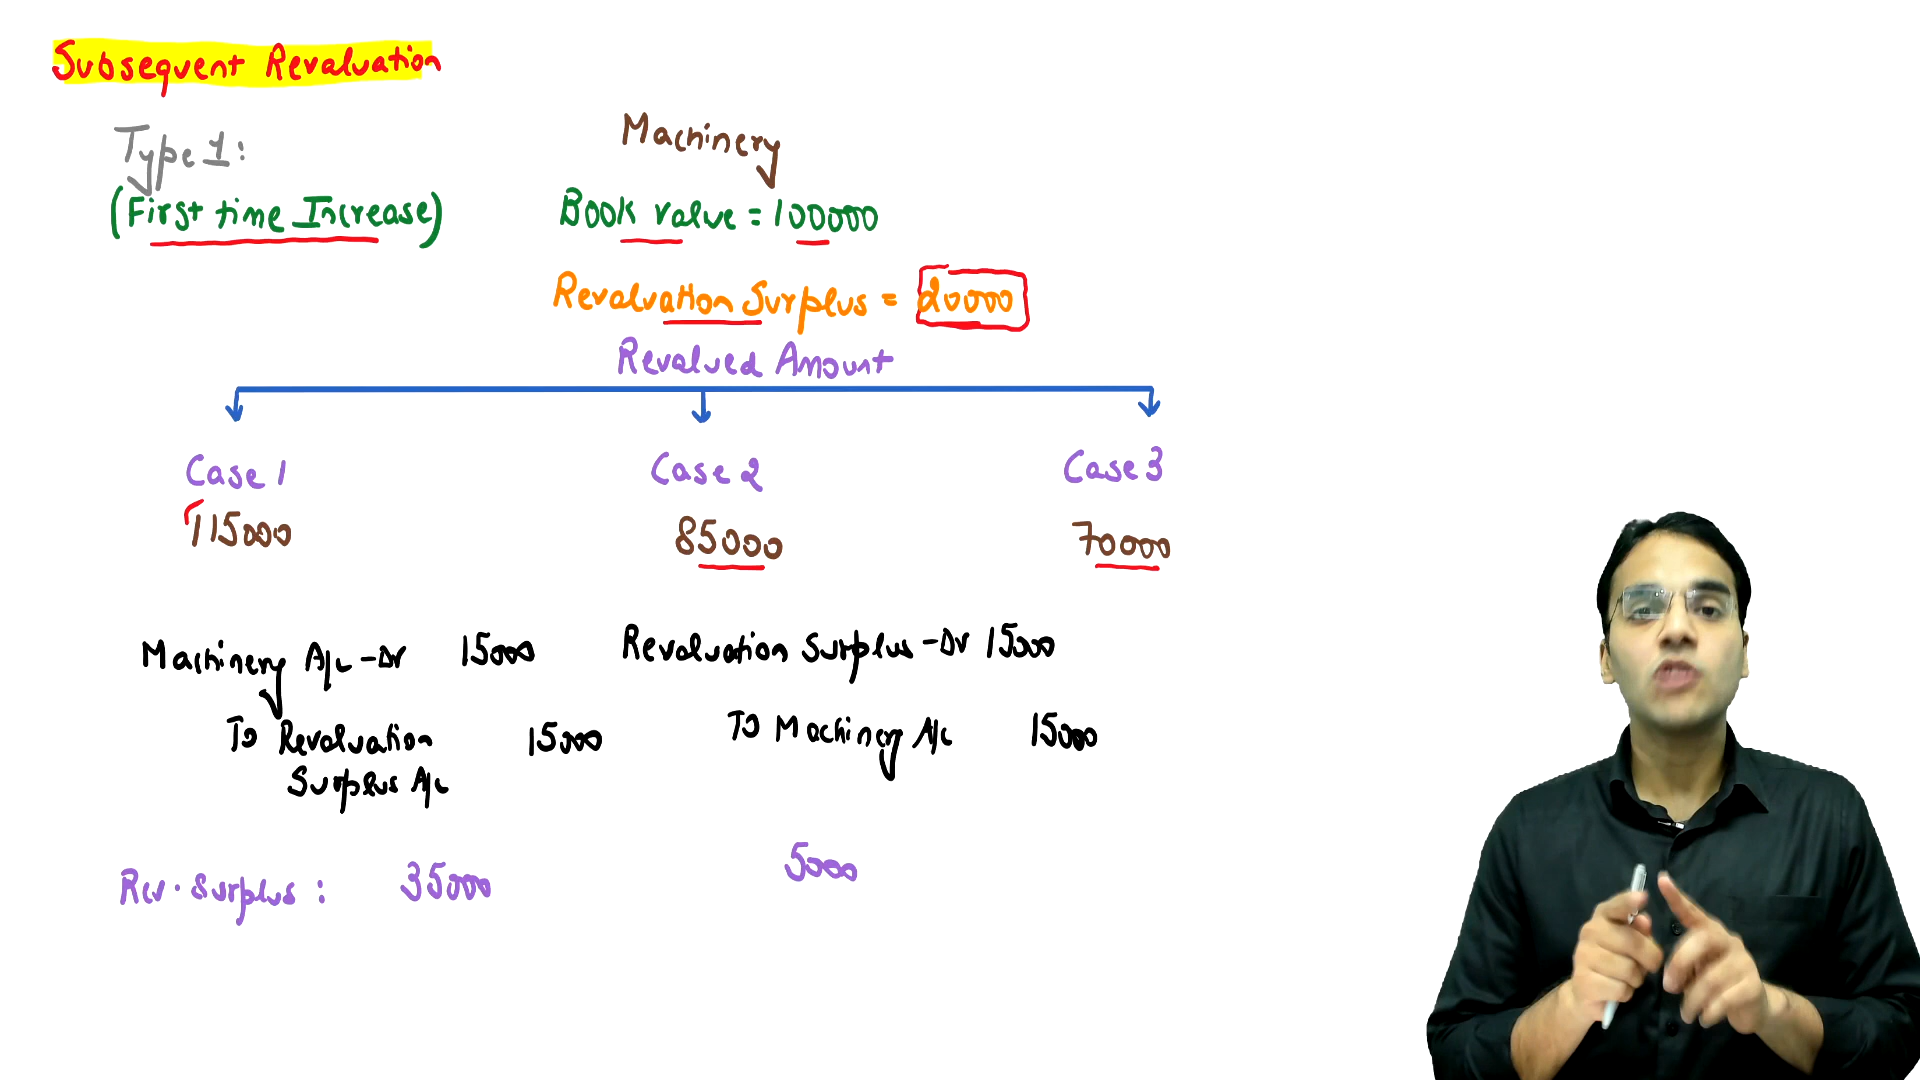 Subsequent Revaluation
Type 1:
(First time Increase)
Machinery
Book value = 100000
Revaluation Surplus = 20000
Revalued Amount
Case 1
Case 2
Case 3
115000
85000
70000
Machinery A/c - Dr 15000
To Revaluation 15000
Surplus A/c
Revaluation Surplus - Dr 15000
To Machinery A/c 15000
Rev. Surplus : 35000
5000